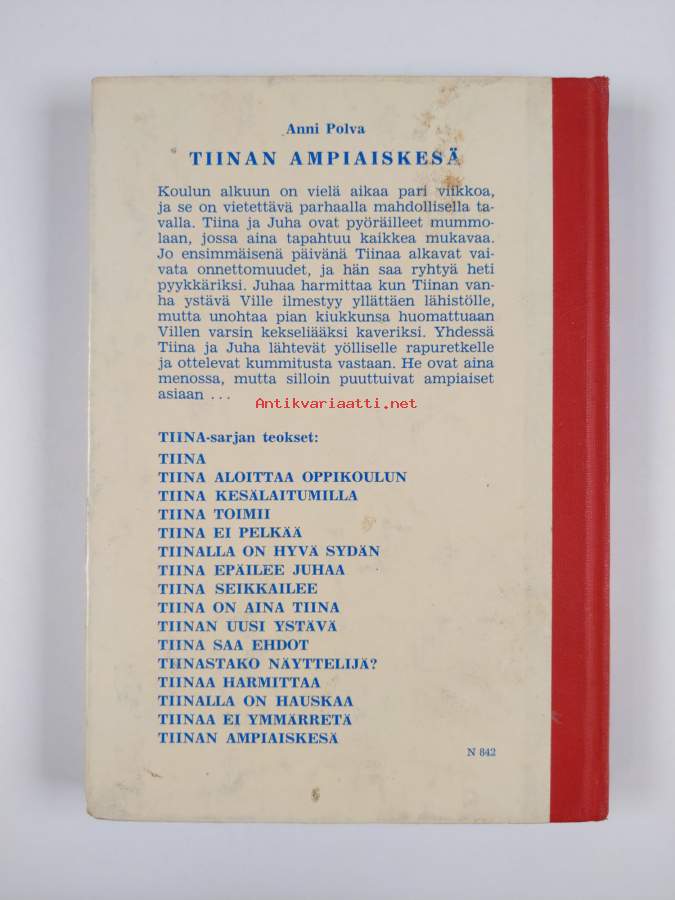 Anni Polva
TIINAN AMPIAISKESÄ
Koulun alkuun on vielä aikaa pari viikkoa,
ja se on vietettävä parhaalla mahdollisella ta-
valla. Tiina ja Juha ovat pyöräilleet mummo-
laan, jossa aina tapahtuu kaikkea mukavaa.
Jo ensimmäisenä päivänä Tiinaa alkavat vai-
vata onnettomuudet, ja hän saa ryhtyä heti
pyykkäriksi. Juhaa harmittaa kun Tiinan van-
ha ystävä Ville ilmestyy yllättäen lähistölle,
mutta unohtaa pian kiukkunsa huomattuaan
Villen varsin kekseliääksi kaveriksi. Yhdessä
Tiina ja Juha lähtevät yölliselle rapuretkelle
ja ottelevat kummitusta vastaan. He ovat aina
menossa, mutta silloin puuttuivat ampiaiset
asiaan ...
Antikvariaatti.net
TIINA-sarjan teokset:
TIINA
TIINA ALOITTAA OPPIKOULUN
TIINA KESÄLAITUMILLA
TIINA TOIMII
TIINA EI PELKÄÄ
TIINALLA ON HYVÄ SYDÄN
TIINA EPÄILEE JUHAA
TIINA SEIKKAILEE
TIINA ON AINA TIINA
TIINAN UUSI YSTÄVÄ
TIINA SAA EHDOT
TIINASTAKO NÄYTTELIJÄ?
TIINAA HARMITTAA
TIINALLA ON HAUSKAA
TIINAA EI YMMÄRRETÄ
TIINAN AMPIAISKESÄ
N 842